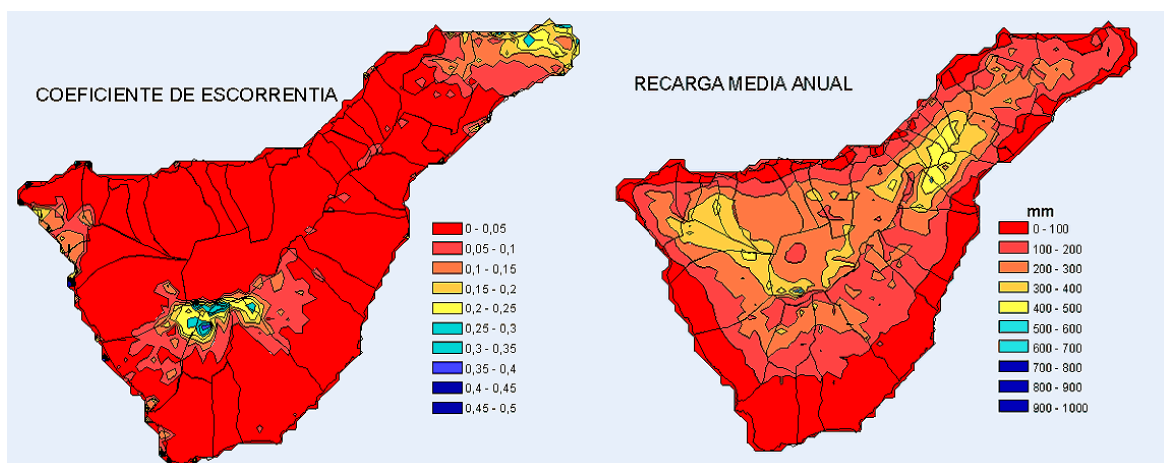 COEFICIENTE DE ESCORRENTIA
0 - 0,05
0,05 - 0,1
0,1 - 0,15
0,15 - 0,2
0,2 - 0,25
0,25 - 0,3
0,3 - 0,35
0,35 - 0,4
0,4 - 0,45
0,45 - 0,5
RECARGA MEDIA ANUAL
mm
0 - 100
100 - 200
200 - 300
300 - 400
400 - 500
500 - 600
600 - 700
700 - 800
800 - 900
900 - 1000